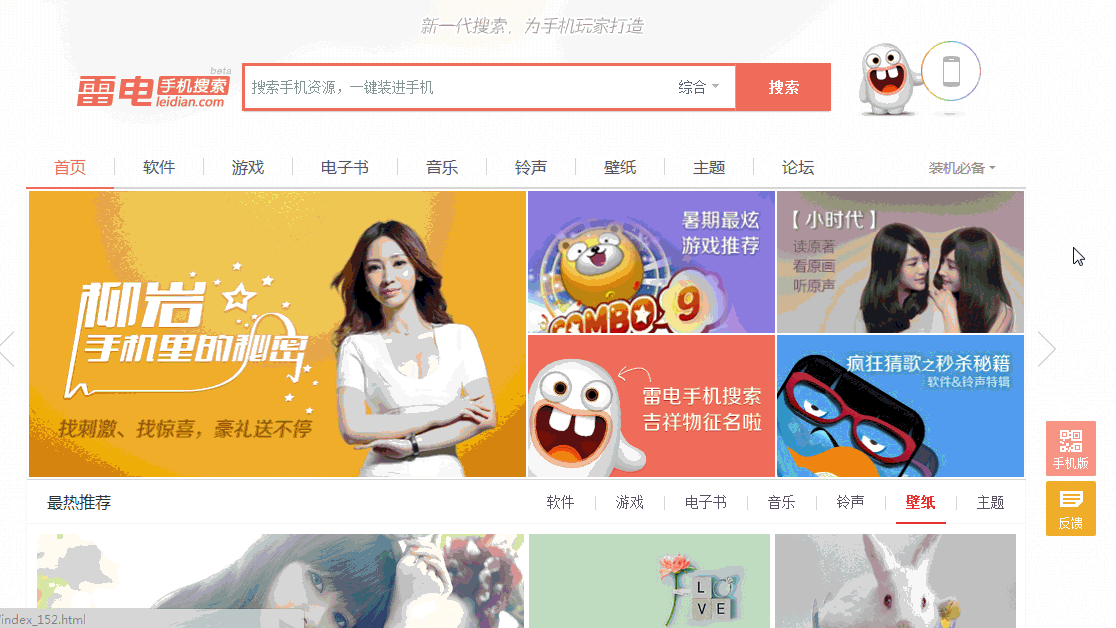 新一代搜索，为手机玩家打造
beta
雷电手机搜索
leidian.com
搜索手机资源，一键装进手机
综合
搜索
首页
软件
游戏
电子书
音乐
铃声
壁纸
主题
论坛
装机必备
柳岩
手机里的秘密
找刺激、找惊喜，豪礼送不停
暑期最炫
游戏推荐
COMBO 9
【小时代】
读原著
看原画
听原声
雷电手机搜索
吉祥物征名啦
疯狂猜歌之秒杀秘籍
软件&铃声特辑
手机版
反馈
最热推荐
软件
游戏
电子书
音乐
铃声
壁纸
主题
LOVE
/index_152.html